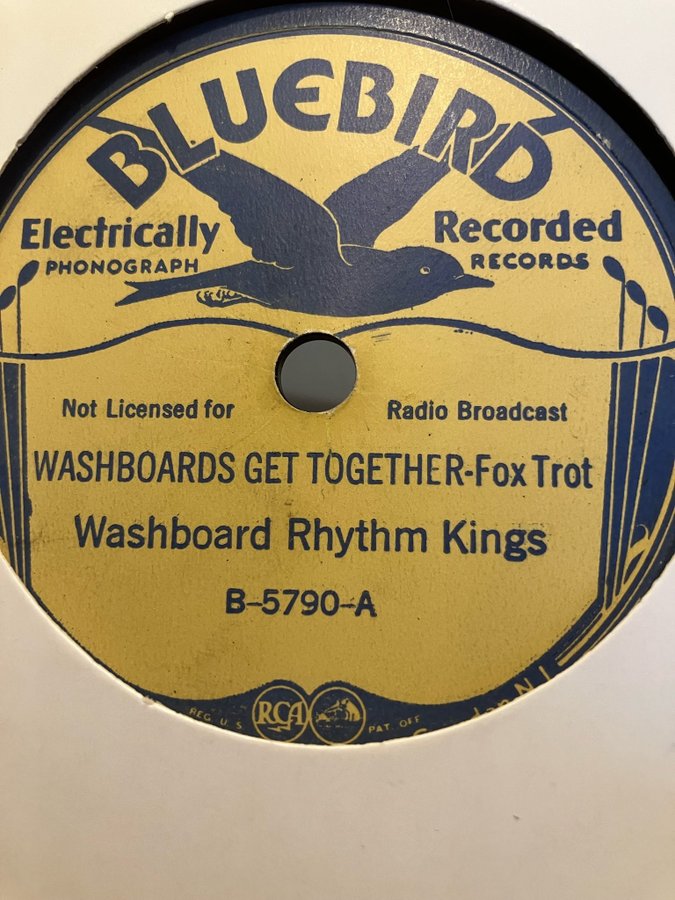 BLUEBIRD
Electrically Recorded
PHONOGRAPH RECORDS
Not Licensed for Radio Broadcast
WASHBOARDS GET TOGETHER-Fox Trot
Washboard Rhythm Kings
B-5790-A
REG. U. S. RCA PAT. OFF.
N.J.